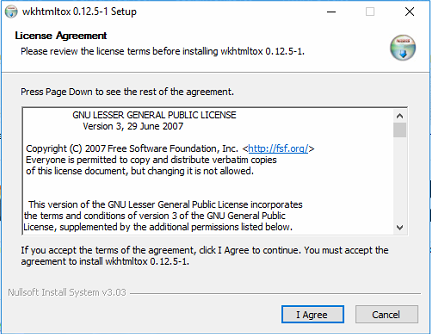 wkhtmltox 0.12.5-1 Setup
License Agreement
Please review the license terms before installing wkhtmltox 0.12.5-1.
Press Page Down to see the rest of the agreement.
GNU LESSER GENERAL PUBLIC LICENSE
Version 3, 29 June 2007
Copyright (C) 2007 Free Software Foundation, Inc. <http://fsf.org/>
Everyone is permitted to copy and distribute verbatim copies
of this license document, but changing it is not allowed.
This version of the GNU Lesser General Public License incorporates
the terms and conditions of version 3 of the GNU General Public
License, supplemented by the additional permissions listed below.
If you accept the terms of the agreement, click I Agree to continue. You must accept the
agreement to install wkhtmltox 0.12.5-1.
Nullsoft Install System v3.03
I Agree
Cancel